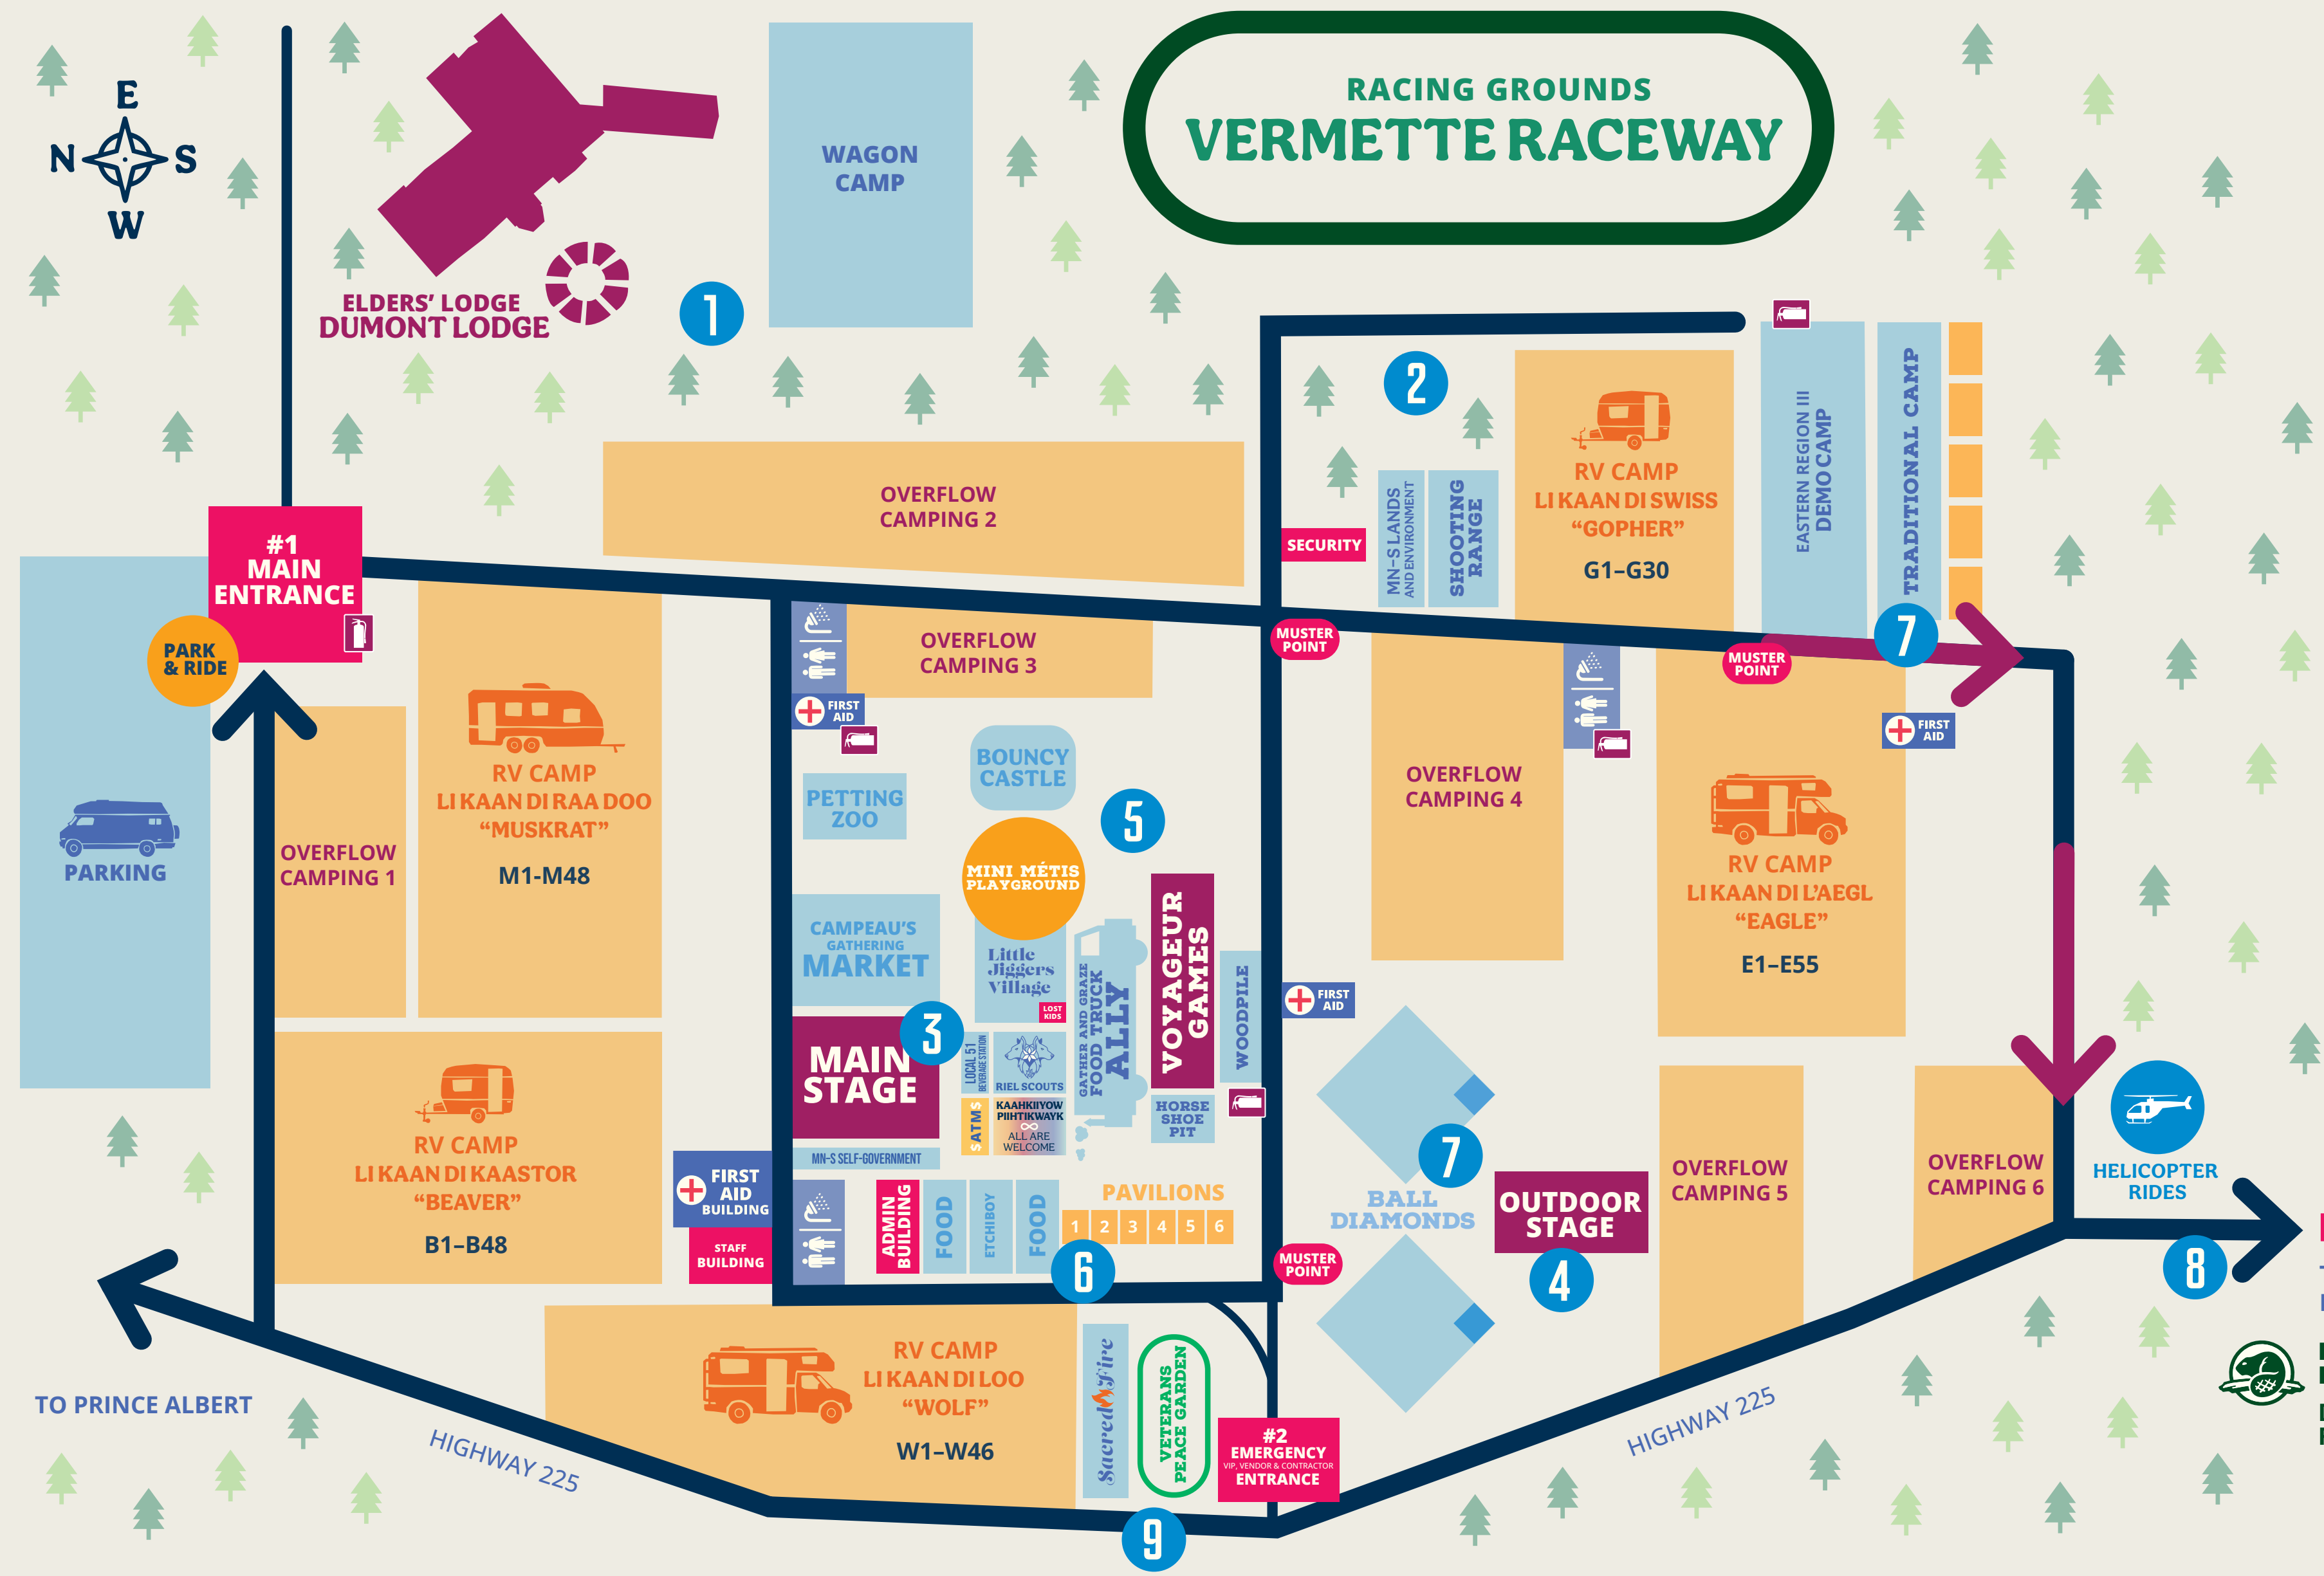 E
N
S
W
ELDERS’ LODGE
DUMONT LODGE
1
WAGON
CAMP
RACING GROUNDS
VERMETTE RACEWAY
2
OVERFLOW
CAMPING 2
SECURITY
MN–S LANDS
AND ENVIRONMENT
SHOOTING
RANGE
RV CAMP
LI KAAN DI SWISS
“GOPHER”
G1–G30
EASTERN REGION III
DEMO CAMP
TRADITIONAL CAMP
7
#1
MAIN
ENTRANCE
PARK
& RIDE
PARKING
OVERFLOW
CAMPING 1
RV CAMP
LI KAAN DI RAA DOO
“MUSKRAT”
M1-M48
OVERFLOW
CAMPING 3
FIRST
AID
MUSTER
POINT
MUSTER
POINT
FIRST
AID
PETTING
ZOO
BOUNCY
CASTLE
5
MINI MÉTIS
PLAYGROUND
OVERFLOW
CAMPING 4
RV CAMP
LI KAAN DI L’AEGL
“EAGLE”
E1–E55
CAMPEAU’S
GATHERING
MARKET
Little
Jiggers
Village
LOST
KIDS
GATHER AND GRAZE
FOOD TRUCK
ALLY
VOYAGEUR
GAMES
WOODPILE
FIRST
AID
MAIN
STAGE
3
LOCAL 51
BEVERAGE STATION
RIEL SCOUTS
$ATMS
KAAHKIIYOW
PIIHTIKWAYK
ALL ARE
WELCOME
HORSE
SHOE
PIT
MN-S SELF-GOVERNMENT
RV CAMP
LI KAAN DI KAASTOR
“BEAVER”
B1–B48
FIRST
AID
BUILDING
STAFF
BUILDING
ADMIN
BUILDING
FOOD
ETCHIBOY
FOOD
PAVILIONS
1 2 3 4 5 6
6
MUSTER
POINT
7
BALL
DIAMONDS
OUTDOOR
STAGE
4
OVERFLOW
CAMPING 5
OVERFLOW
CAMPING 6
HELICOPTER
RIDES
8
TO PRINCE ALBERT
HIGHWAY 225
RV CAMP
LI KAAN DI LOO
“WOLF”
W1–W46
Sacred Fire
VETERANS
PEACE GARDEN
#2
EMERGENCY
VIP, VENDOR & CONTRACTOR
ENTRANCE
9
HIGHWAY 225